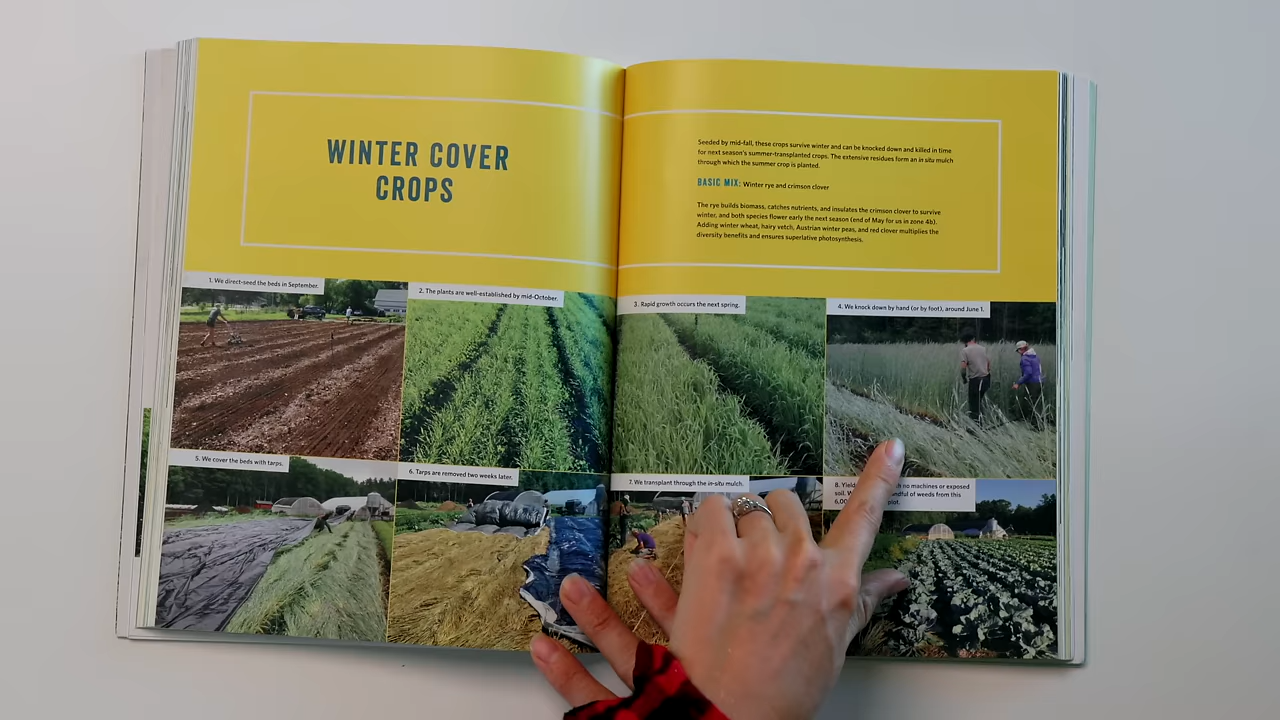 WINTER COVER
CROPS
Seeded by mid-fall, these crops survive winter and can be knocked down and killed in time
for next season's summer-transplanted crops. The extensive residues form an in situ mulch
through which the summer crop is planted.
BASIC MIX: Winter rye and crimson clover
The rye builds biomass, catches nutrients, and insulates the crimson clover to survive
winter, and both species flower early the next season (end of May for us in zone 4b).
Adding winter wheat, hairy vetch, Austrian winter peas, and red clover multiplies the
diversity benefits and ensures superlative photosynthesis.
1. We direct-seed the beds in September.
2. The plants are well-established by mid-October.
3. Rapid growth occurs the next spring.
4. We knock down by hand (or by foot), around June 1.
5. We cover the beds with tarps.
6. Tarps are removed two weeks later.
7. We transplant through the in-situ mulch.
8. no machines or exposed
soil. of weeds from this